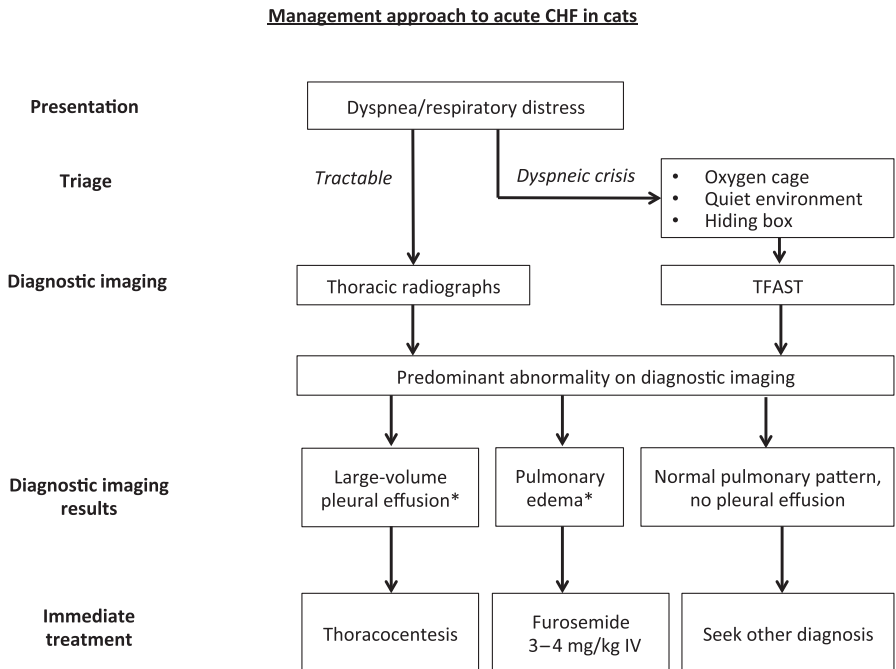 Management approach to acute CHF in cats
Presentation
Dyspnea/respiratory distress
Triage
Tractable
Dyspneic crisis
• Oxygen cage
• Quiet environment
• Hiding box
Diagnostic imaging
Thoracic radiographs
TFAST
Predominant abnormality on diagnostic imaging
Diagnostic imaging
results
Large-volume
pleural effusion*
Pulmonary
edema*
Normal pulmonary pattern,
no pleural effusion
Immediate
treatment
Thoracocentesis
Furosemide
3–4 mg/kg IV
Seek other diagnosis